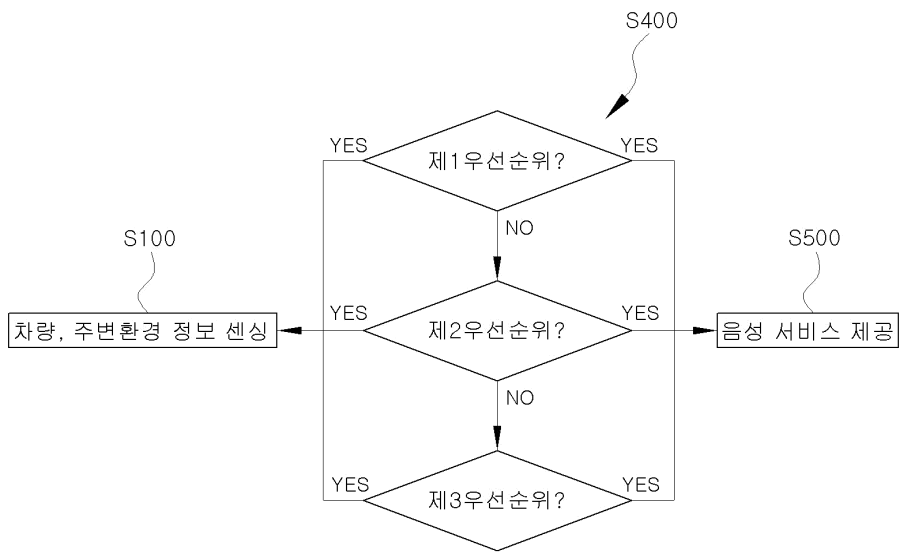 S400
YES
제1우선순위?
YES
NO
S100
S500
차량, 주변환경 정보 센싱
YES
제2우선순위?
YES
음성 서비스 제공
NO
YES
제3우선순위?
YES